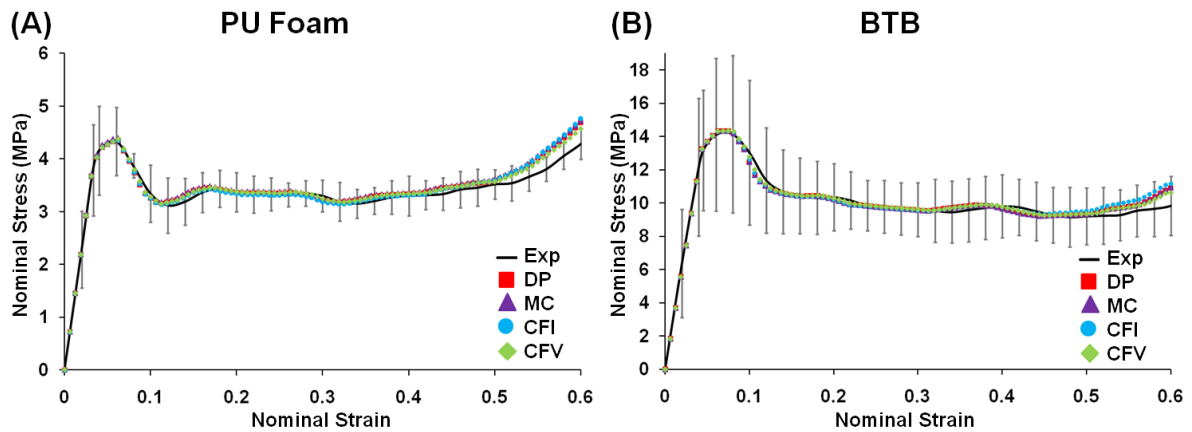 (A) PU Foam
Nominal Stress (MPa)
6
5
4
3
2
1
0
0 0.1 0.2 0.3 0.4 0.5 0.6
Nominal Strain
Exp
DP
MC
CFI
CFV
(B) BTB
Nominal Stress (MPa)
18
16
14
12
10
8
6
4
2
0
0 0.1 0.2 0.3 0.4 0.5 0.6
Nominal Strain
Exp
DP
MC
CFI
CFV